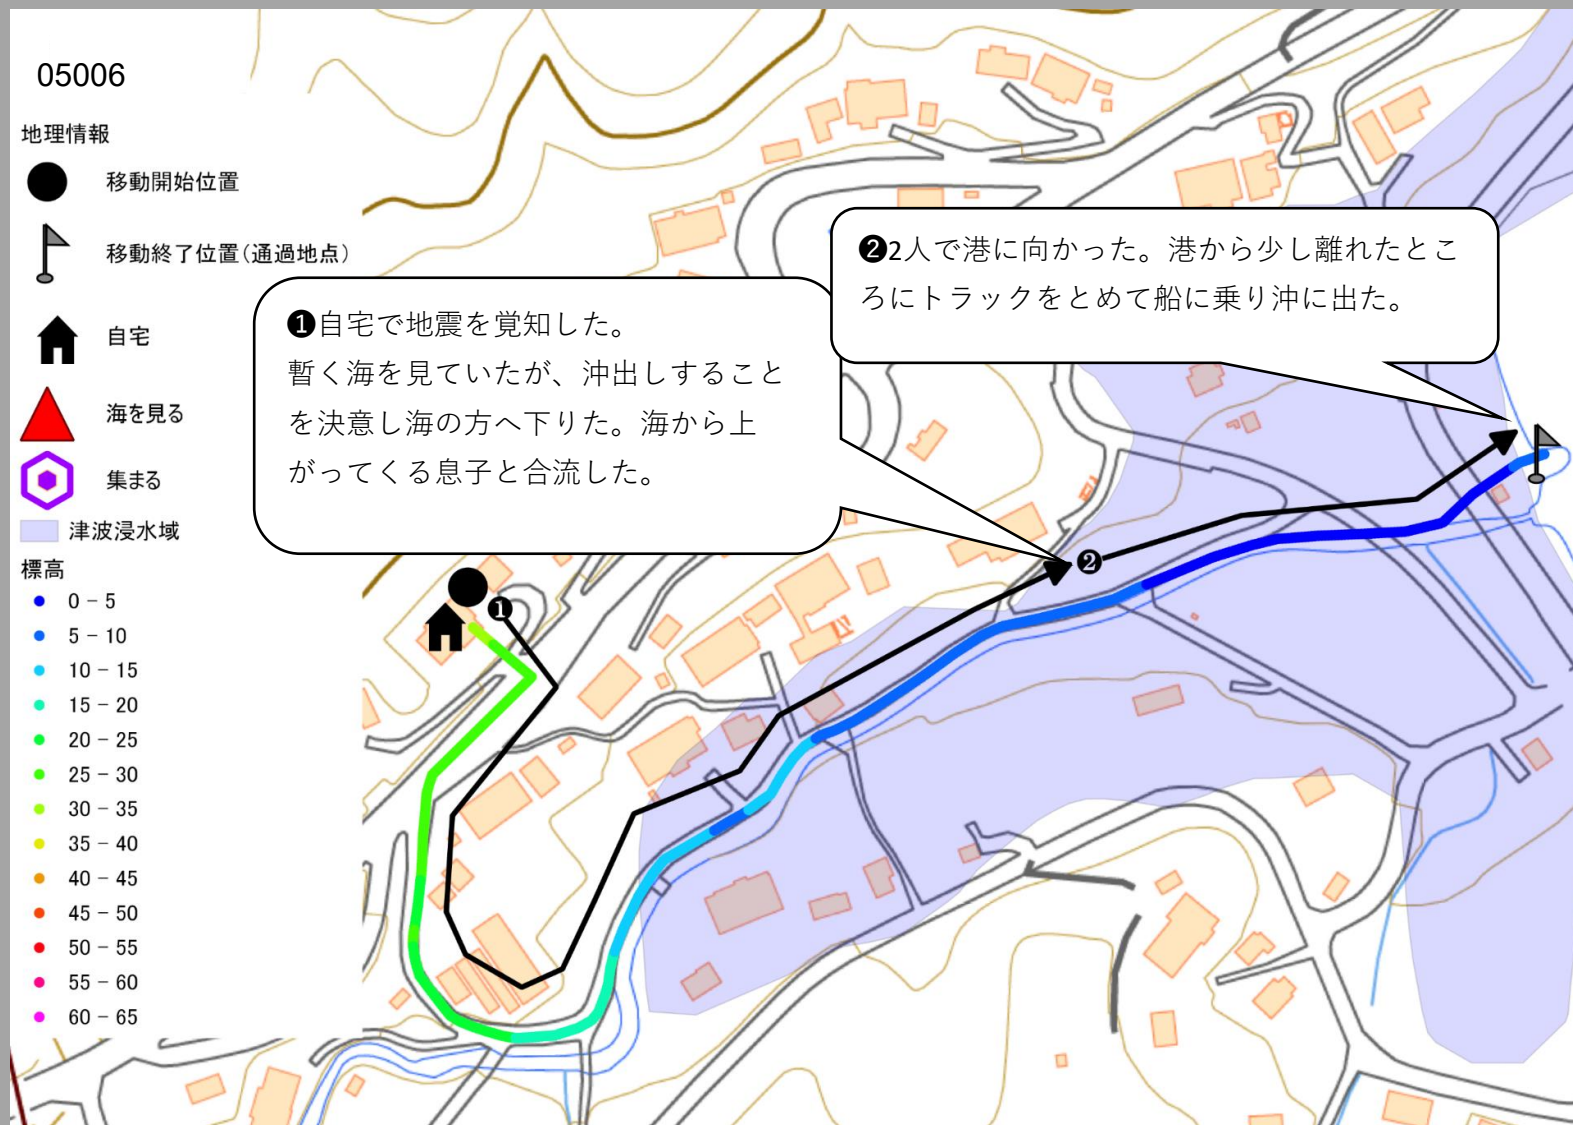 05006
地理情報
移動開始位置
移動終了位置(通過地点)
自宅
海を見る
集まる
津波浸水域
標高
0 - 5
5 - 10
10 - 15
15 - 20
20 - 25
25 - 30
30 - 35
35 - 40
40 - 45
45 - 50
50 - 55
55 - 60
60 - 65
❶自宅で地震を覚知した。
暫く海を見ていたが、沖出しすること
を決意し海の方へ下りた。海から上
がってくる息子と合流した。
❷2人で港に向かった。港から少し離れたとこ
ろにトラックをとめて船に乗り沖に出た。
❶
❷